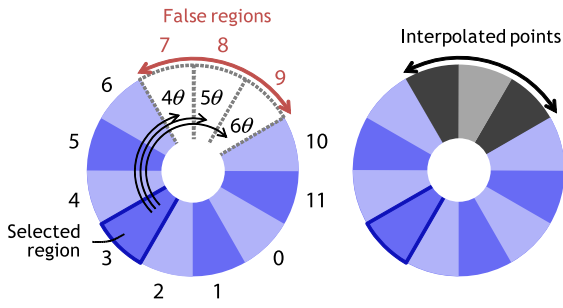 False regions
7
8
9
6
4θ
5θ
6θ
5
10
4
11
Selected
region
3
2
1
0
Interpolated points